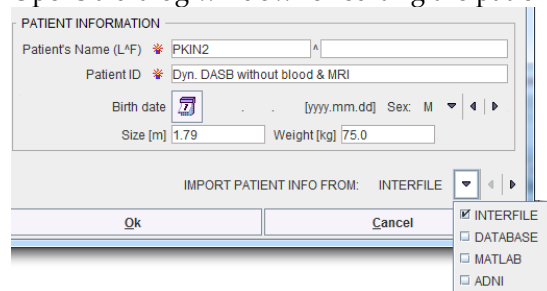 PATIENT INFORMATION
Patient's Name (L^F) PKIN2 ^
Patient ID Dyn. DASB without blood & MRI
Birth date 7 . . [yyyy.mm.dd] Sex: M
Size [m] 1.79 Weight [kg] 75.0
IMPORT PATIENT INFO FROM: INTERFILE
Ok Cancel
INTERFILE
DATABASE
MATLAB
ADNI